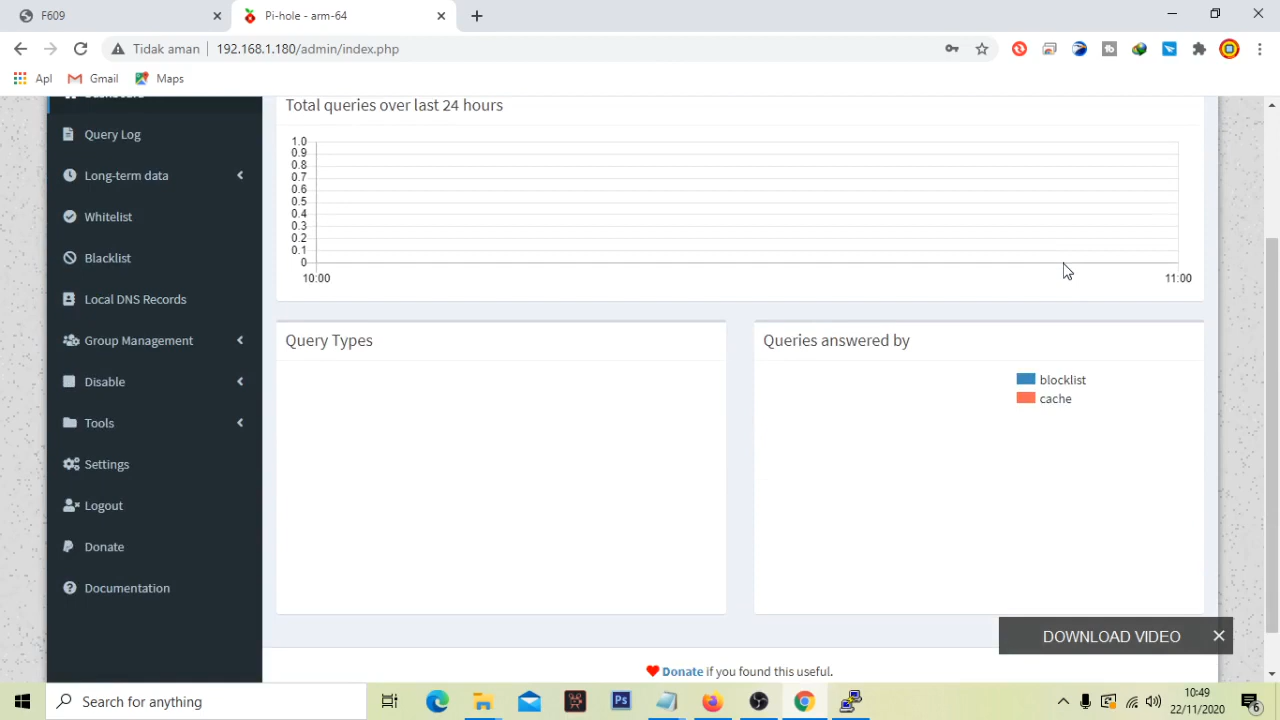 F609
Pi-hole - arm-64
Tidak aman
192.168.1.180/admin/index.php
Apl
Gmail
Maps
Dashboard
Query Log
Long-term data
Whitelist
Blacklist
Local DNS Records
Group Management
Disable
Tools
Settings
Logout
Donate
Documentation
Total queries over last 24 hours
1.0
0.9
0.8
0.7
0.6
0.5
0.4
0.3
0.2
0.1
0
10:00
11:00
Query Types
Queries answered by
blocklist
cache
DOWNLOAD VIDEO
Donate if you found this useful.
Search for anything
Ps
10:49
22/11/2020
6